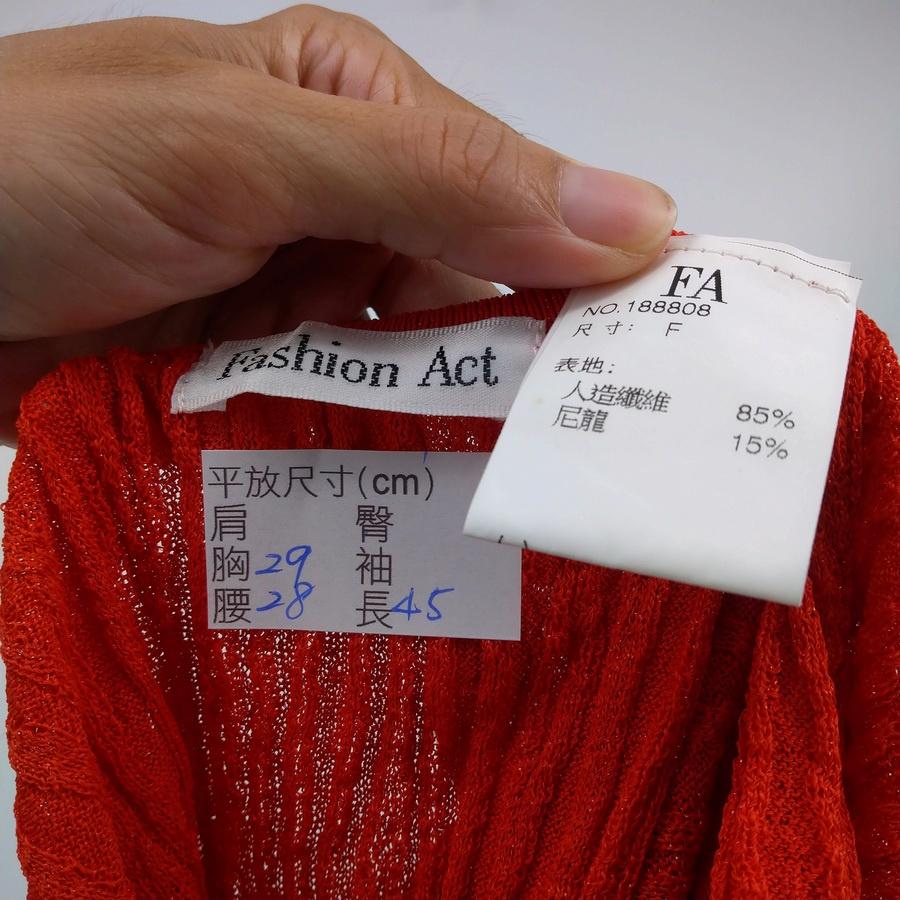 Fashion Act
FA
NO.188808
尺寸: F
表地:
人造纖維 85%
尼龍 15%
平放尺寸(cm)
肩 臀
胸29 袖
腰28 長45